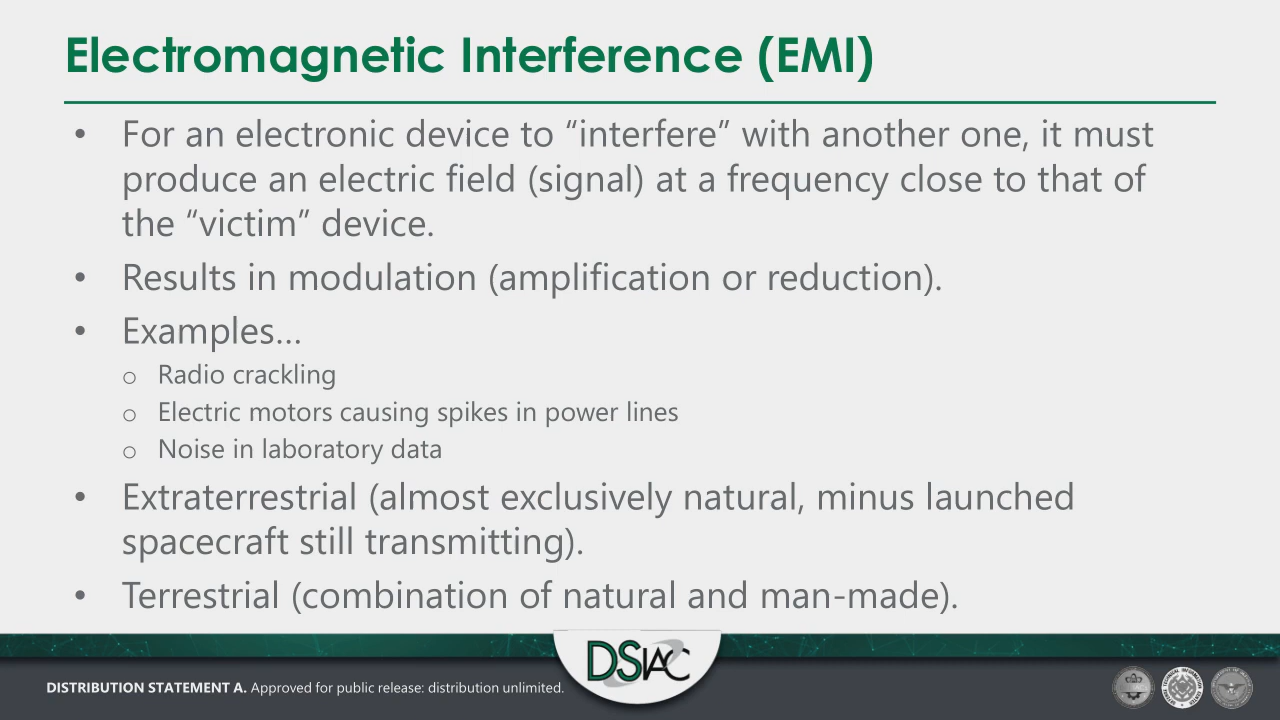 Electromagnetic Interference (EMI)
• For an electronic device to “interfere” with another one, it must
produce an electric field (signal) at a frequency close to that of
the “victim” device.
• Results in modulation (amplification or reduction).
• Examples…
o Radio crackling
o Electric motors causing spikes in power lines
o Noise in laboratory data
• Extraterrestrial (almost exclusively natural, minus launched
spacecraft still transmitting).
• Terrestrial (combination of natural and man-made).
DSIAC
DISTRIBUTION STATEMENT A. Approved for public release: distribution unlimited.